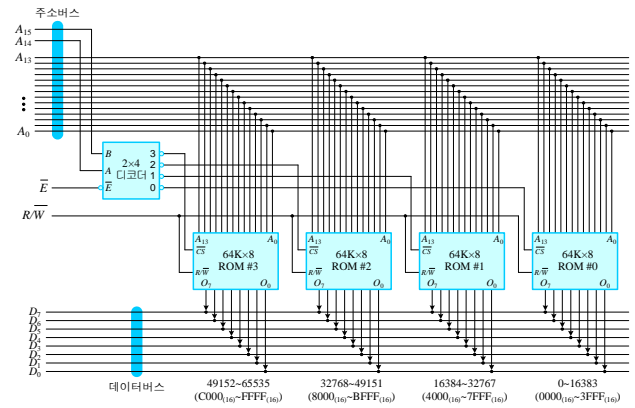 주소버스
A15
A14
A13
A0
B
A
E
2×4
디코더
3
2
1
0
E
R/W
A13
A0
CS
64K×8
ROM #3
R/W
O7
O0
A13
A0
CS
64K×8
ROM #2
R/W
O7
O0
A13
A0
CS
64K×8
ROM #1
R/W
O7
O0
A13
A0
CS
64K×8
ROM #0
R/W
O7
O0
D7
D6
D5
D4
D3
D2
D1
D0
데이터버스
49152~65535
(C000(16)~FFFF(16))
32768~49151
(8000(16)~BFFF(16))
16384~32767
(4000(16)~7FFF(16))
0~16383
(0000(16)~3FFF(16))